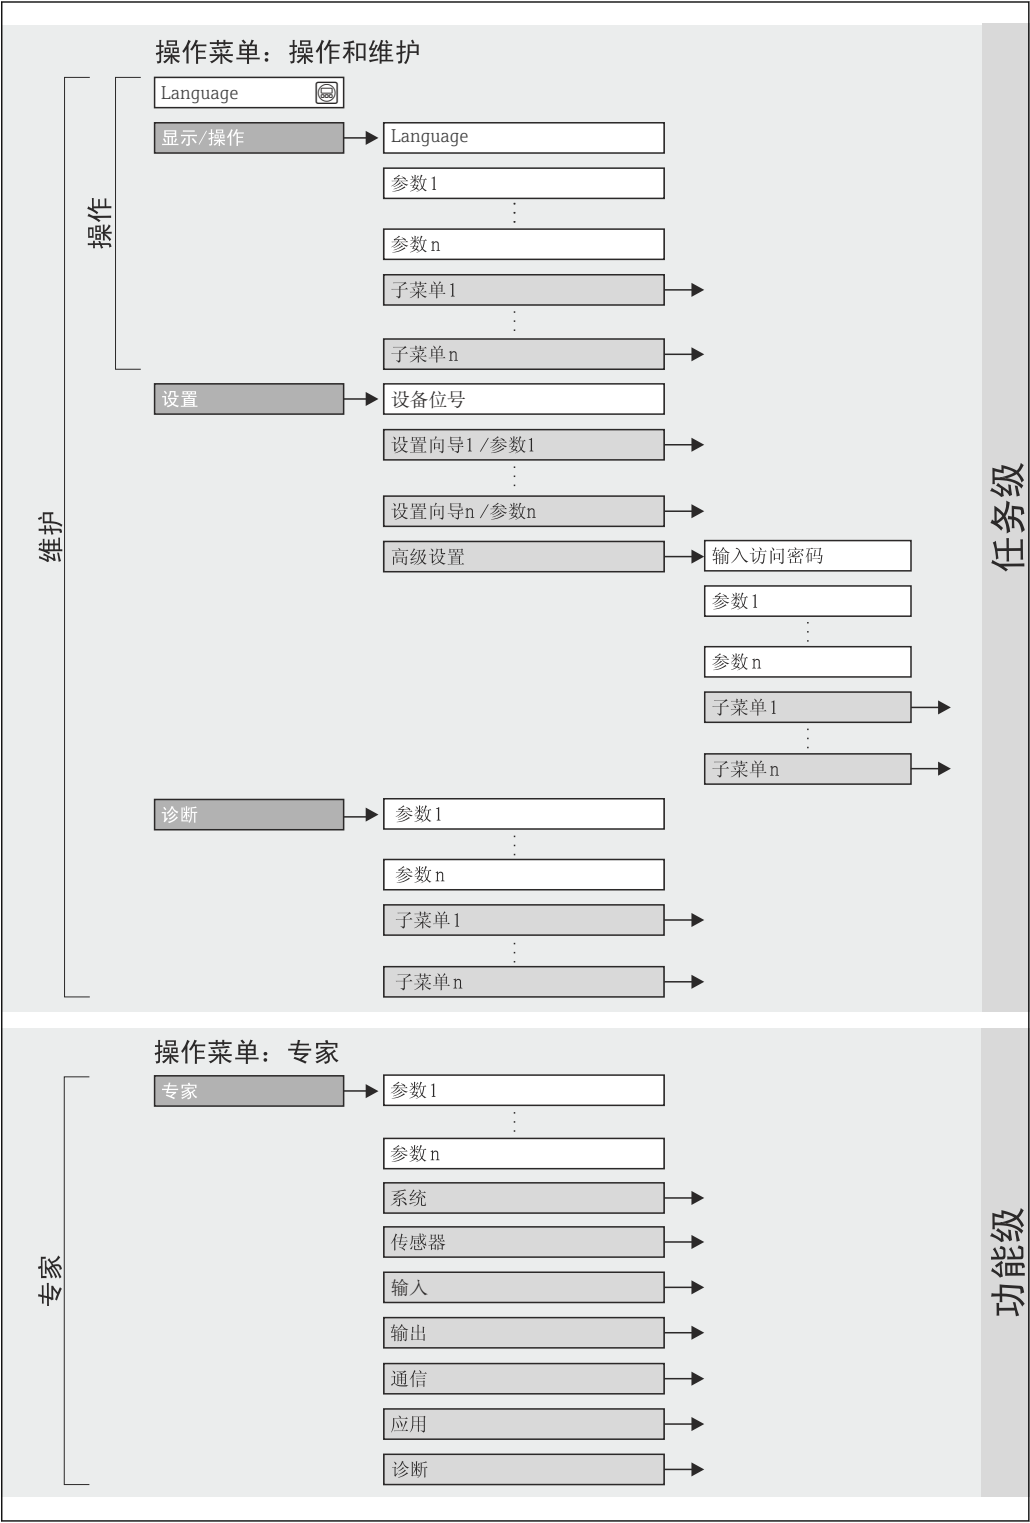 操作菜单：操作和维护
Language
显示/操作
Language
参数1
参数n
子菜单1
子菜单n
操作
设置
设备位号
设置向导1 /参数1
设置向导n /参数n
高级设置
输入访问密码
参数1
参数n
子菜单1
子菜单n
维护
任务级
诊断
参数1
参数n
子菜单1
子菜单n
操作菜单：专家
专家
参数1
参数n
系统
传感器
输入
输出
通信
应用
诊断
专家
功能级